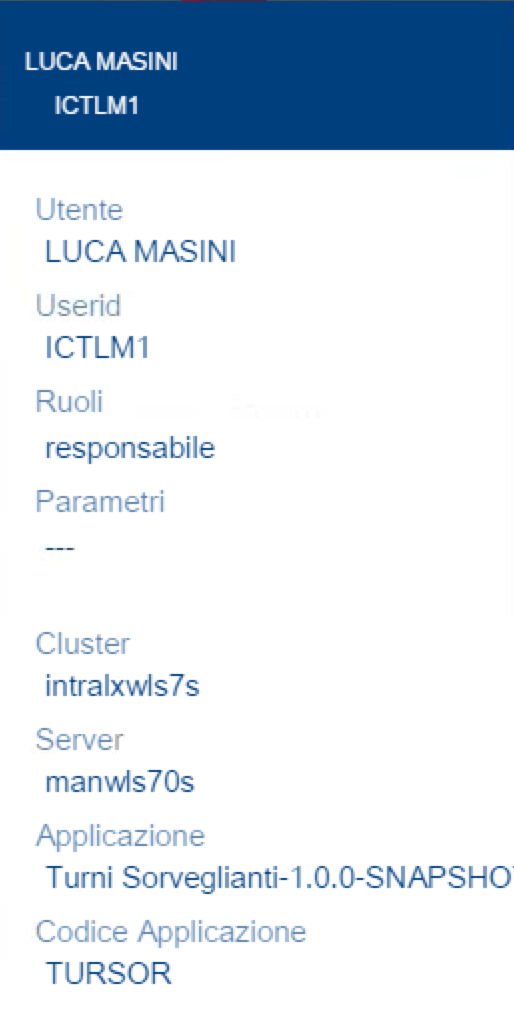 LUCA MASINI
ICTLM1
Utente
LUCA MASINI
Userid
ICTLM1
Ruoli
responsabile
Parametri
---
Cluster
intralxwls7s
Server
manwls70s
Applicazione
Turni Sorveglianti-1.0.0-SNAPSHOT
Codice Applicazione
TURSOR